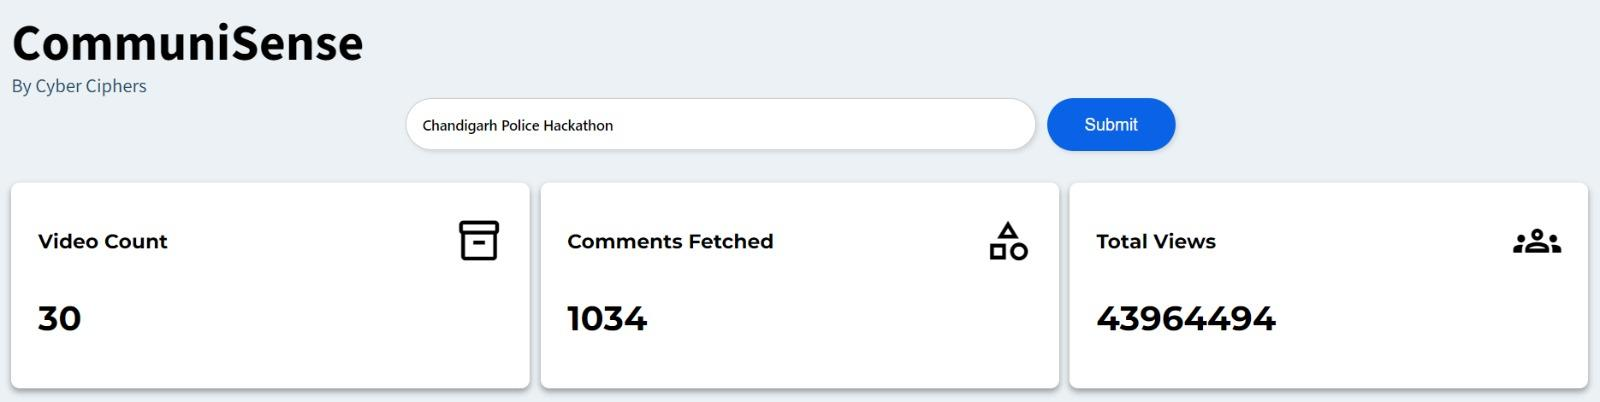 CommuniSense
By Cyber Ciphers
Chandigarh Police Hackathon
Submit
Video Count
Comments Fetched
Total Views
30
1034
43964494